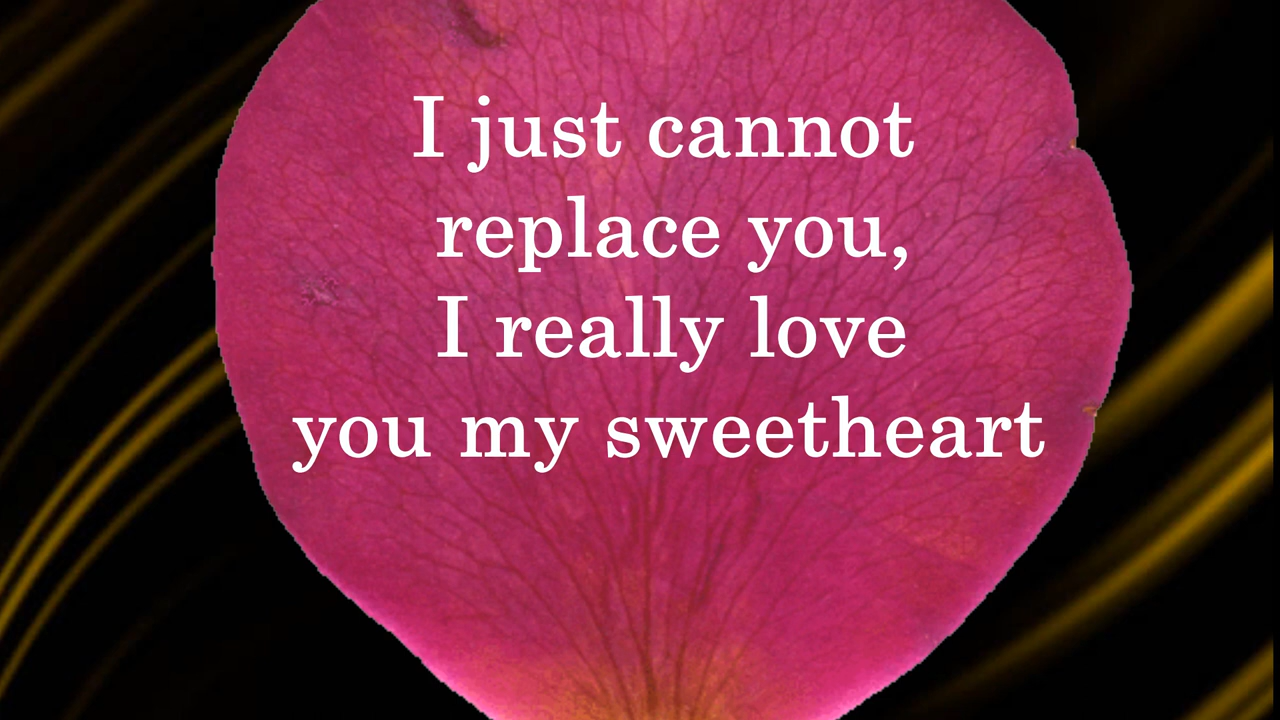 I just cannot
replace you,
I really love
you my sweetheart